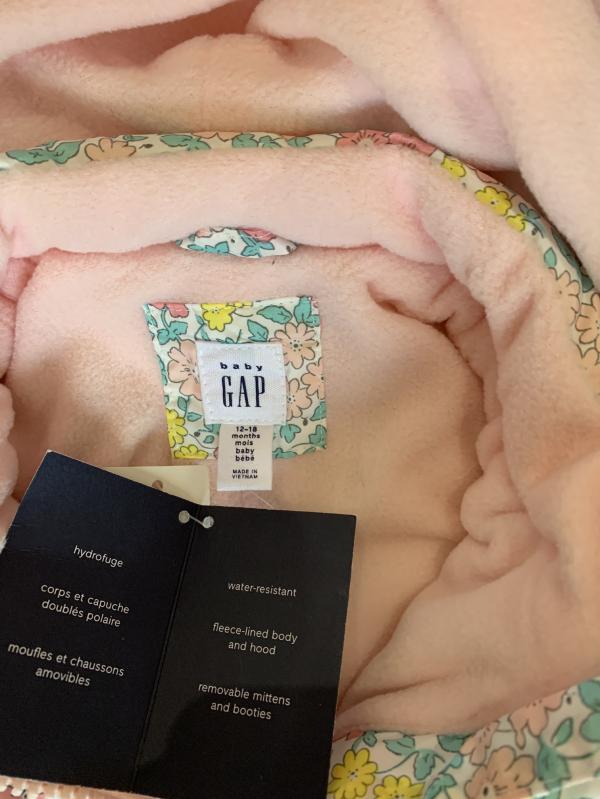 baby
GAP
12-18
months
mois
baby
bébé
MADE IN
VIETNAM
hydrofuge
corps et capuche
doublés polaire
moufles et chaussons
amovibles
water-resistant
fleece-lined body
and hood
removable mittens
and booties